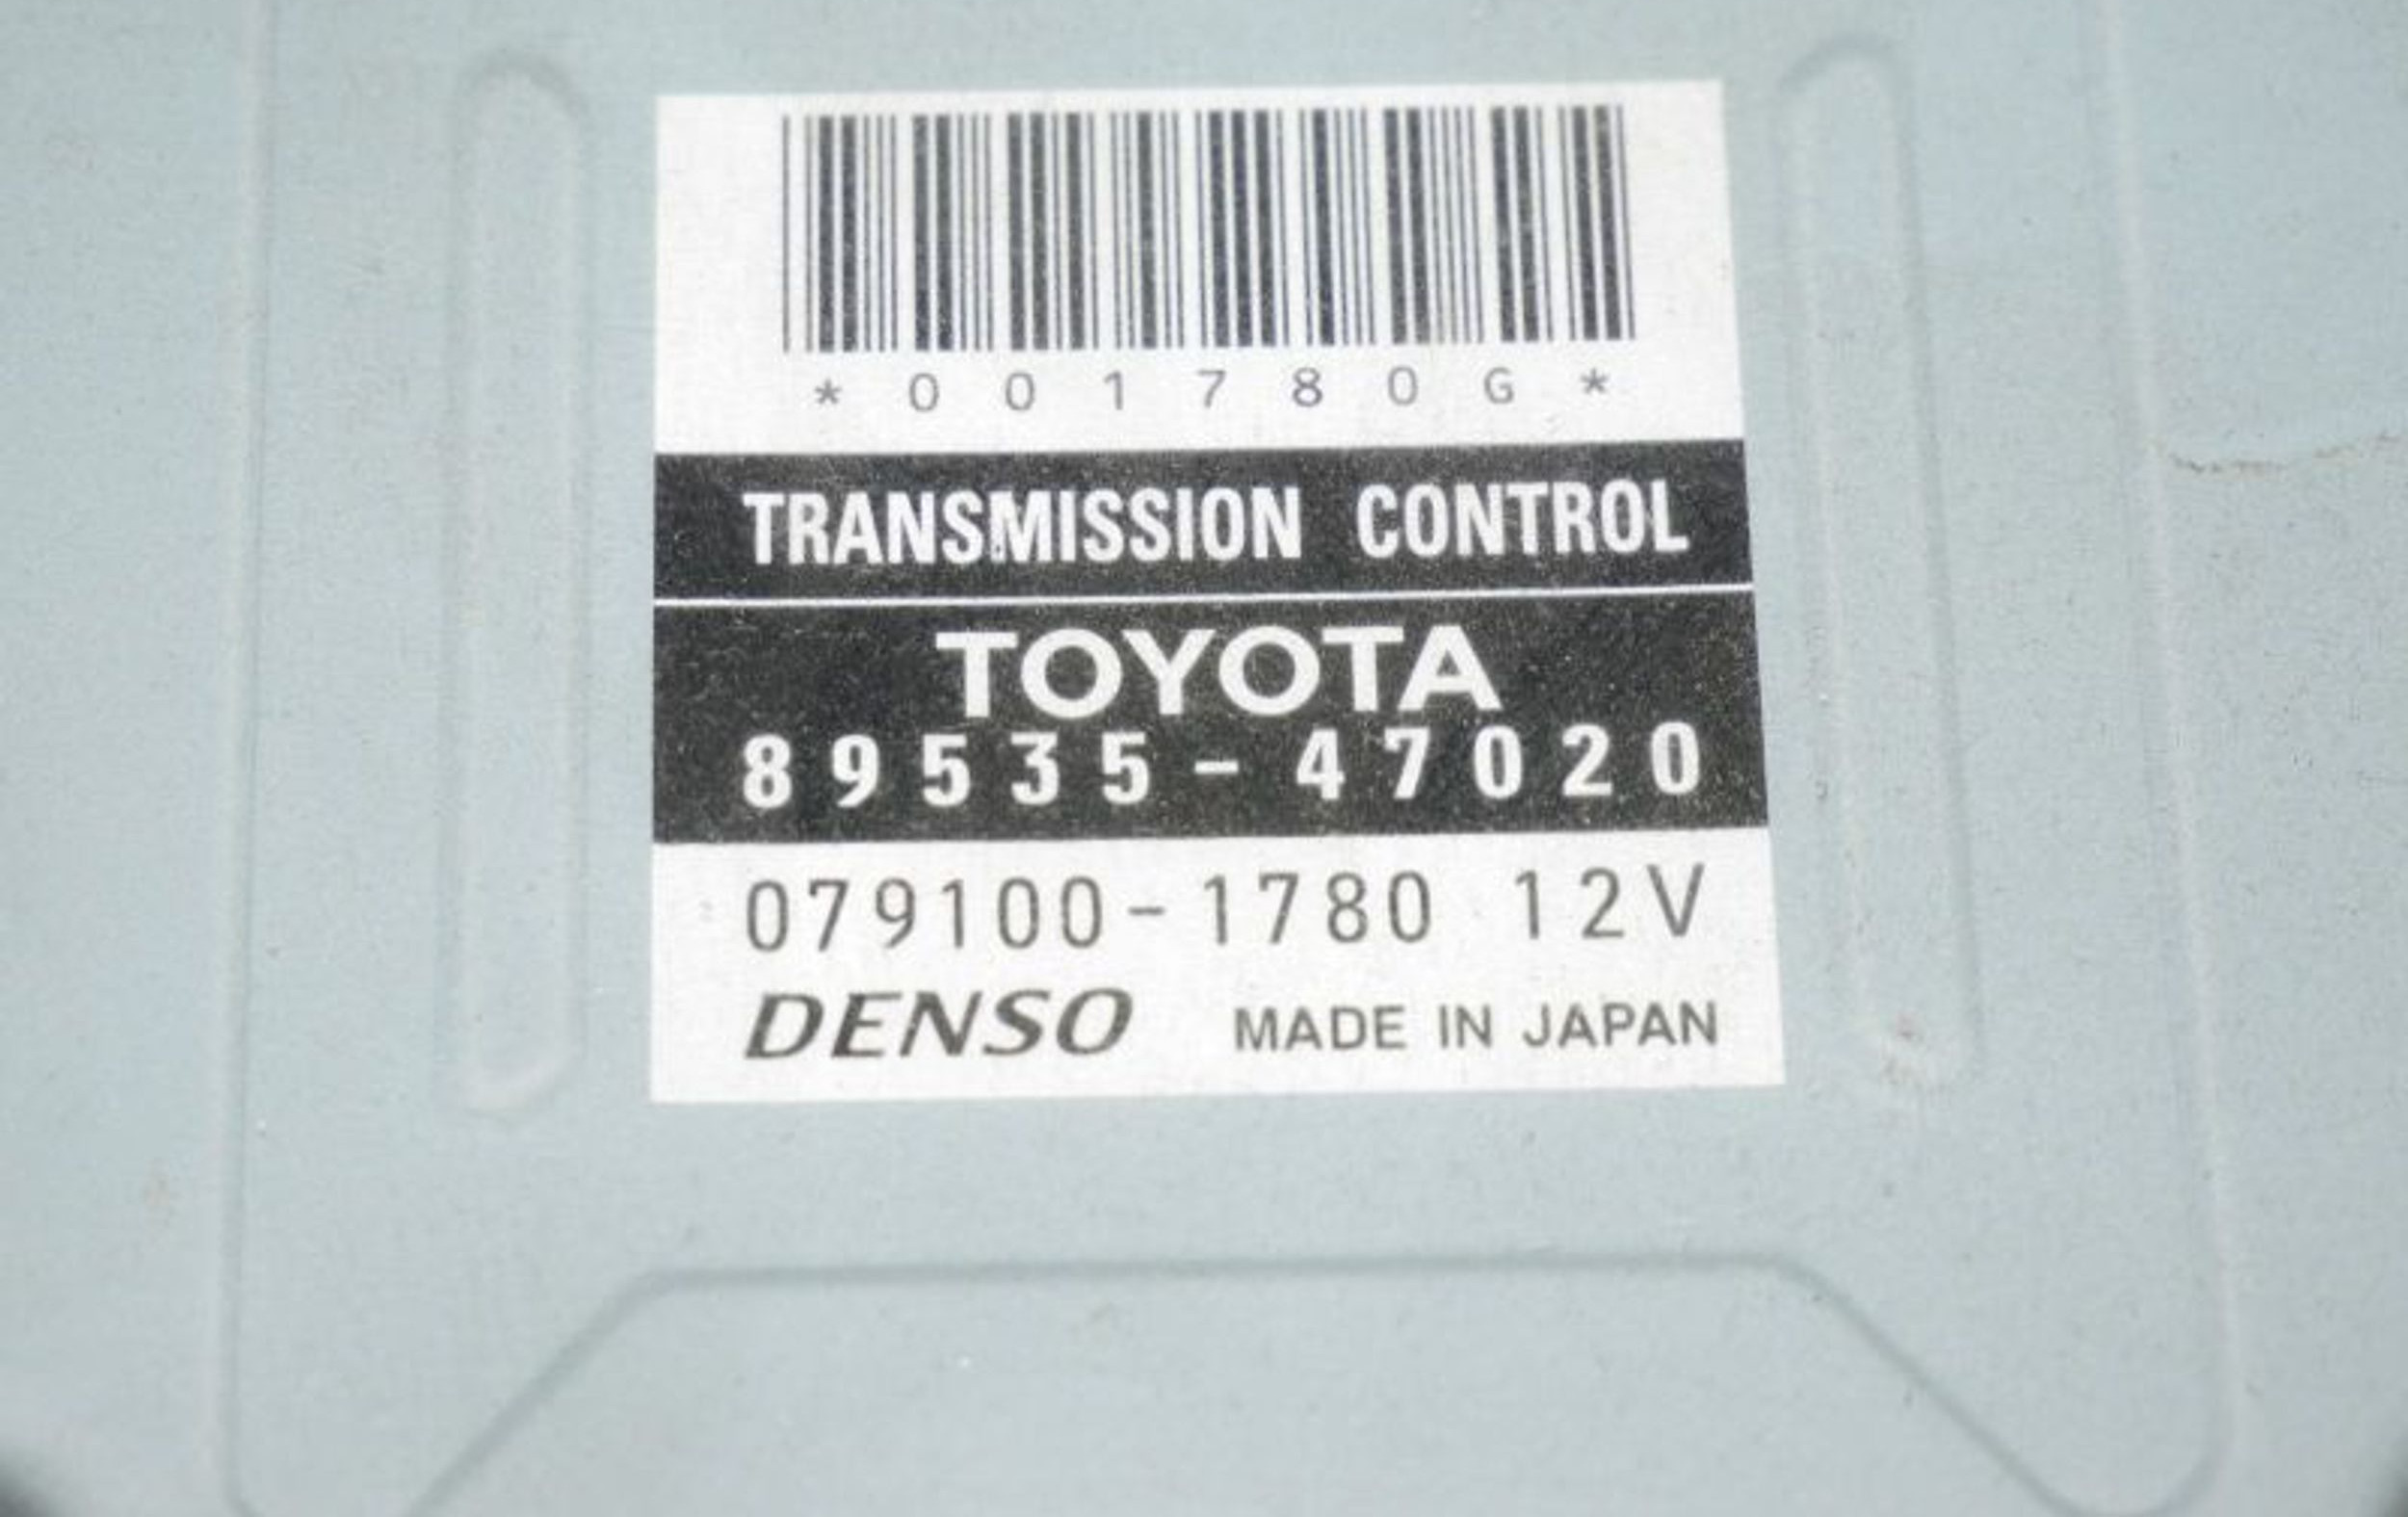 *001780G*
TRANSMISSION CONTROL
TOYOTA
89535-47020
079100-1780 12V
DENSO MADE IN JAPAN